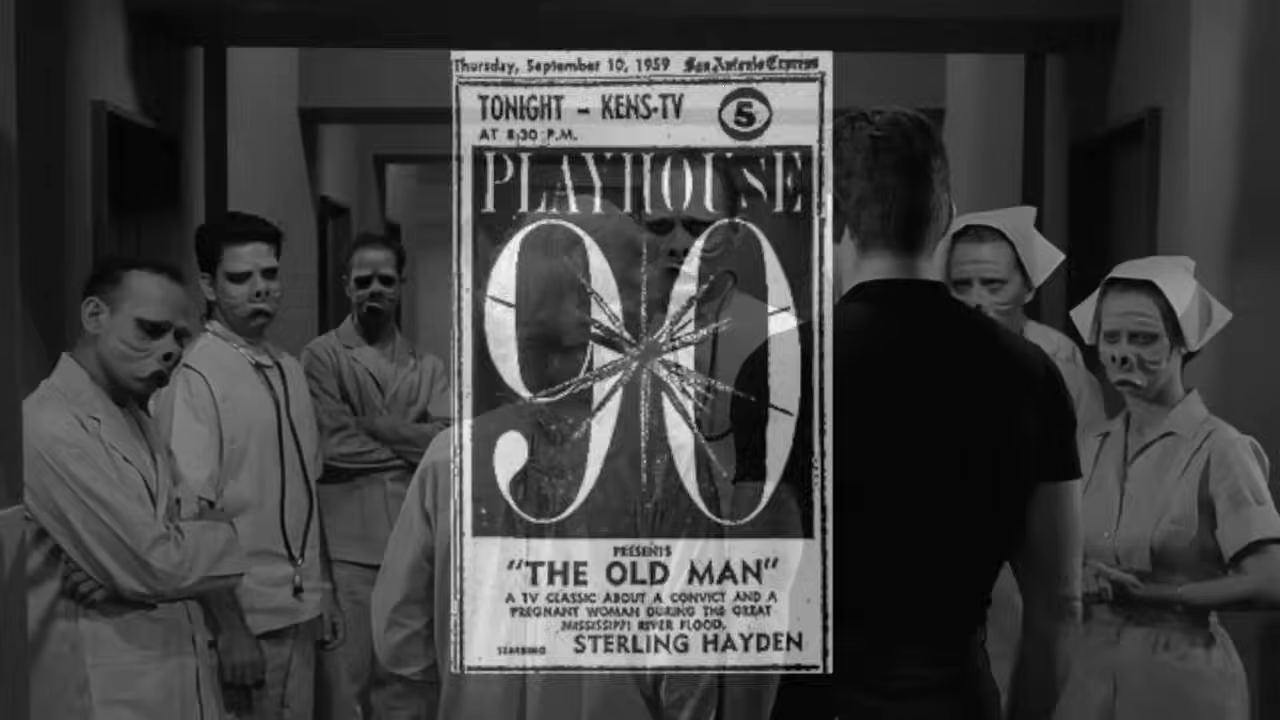 Thursday, September 10, 1959 San Antonio Express
TONIGHT - KENS-TV 5
AT 8:30 P.M.
PLAYHOUSE
90
PRESENTS
"THE OLD MAN"
A TV CLASSIC ABOUT A CONVICT AND A
PREGNANT WOMAN DURING THE GREAT
MISSISSIPPI RIVER FLOOD.
STARRING STERLING HAYDEN